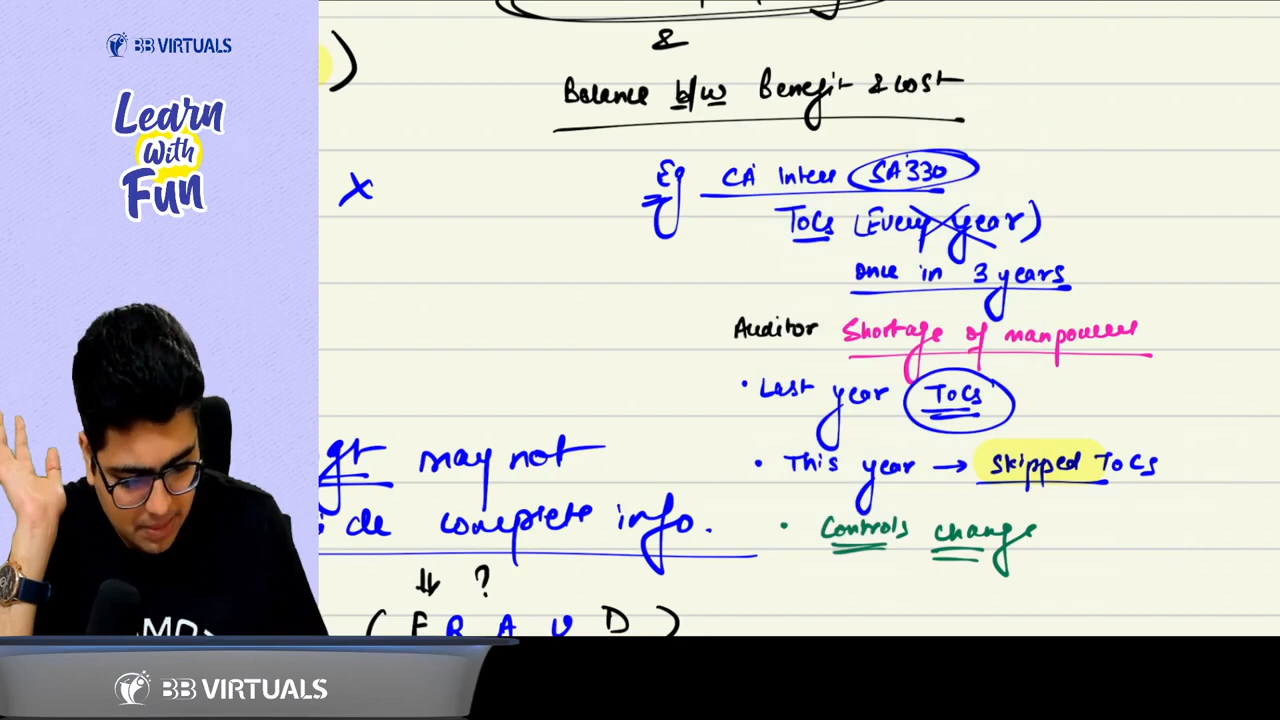 BB VIRTUALS
Learn
With
Fun
)
&
Balance b/w Benefit & cost
X
Eg CA Inter SA 330
TOCs (Every year)
once in 3 years
Auditor Shortage of manpower
• Last year TOCs
• This year → skipped TOCs
• Controls change
may not
complete info.
⇓ ?
( F R A U D )
BB VIRTUALS